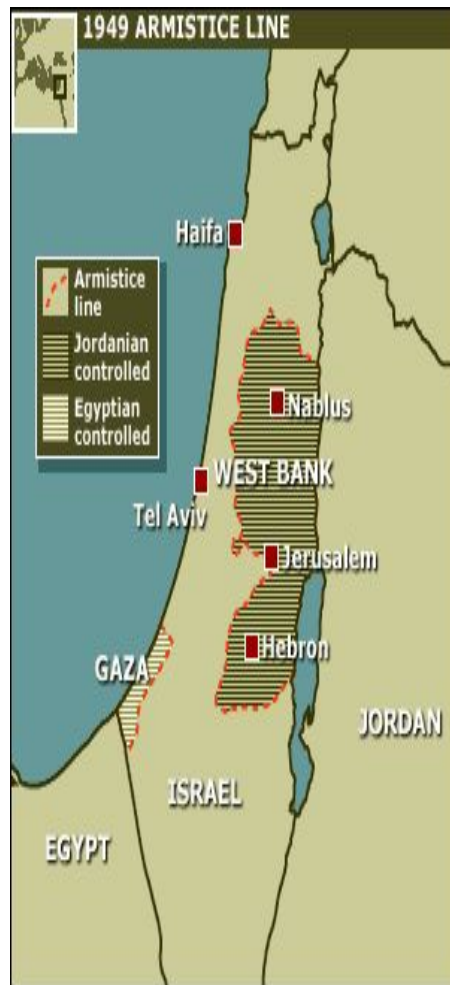 1949 ARMISTICE LINE
Haifa
Armistice
line
Jordanian
controlled
Egyptian
controlled
Nablus
WEST BANK
Tel Aviv
Jerusalem
Hebron
GAZA
JORDAN
ISRAEL
EGYPT